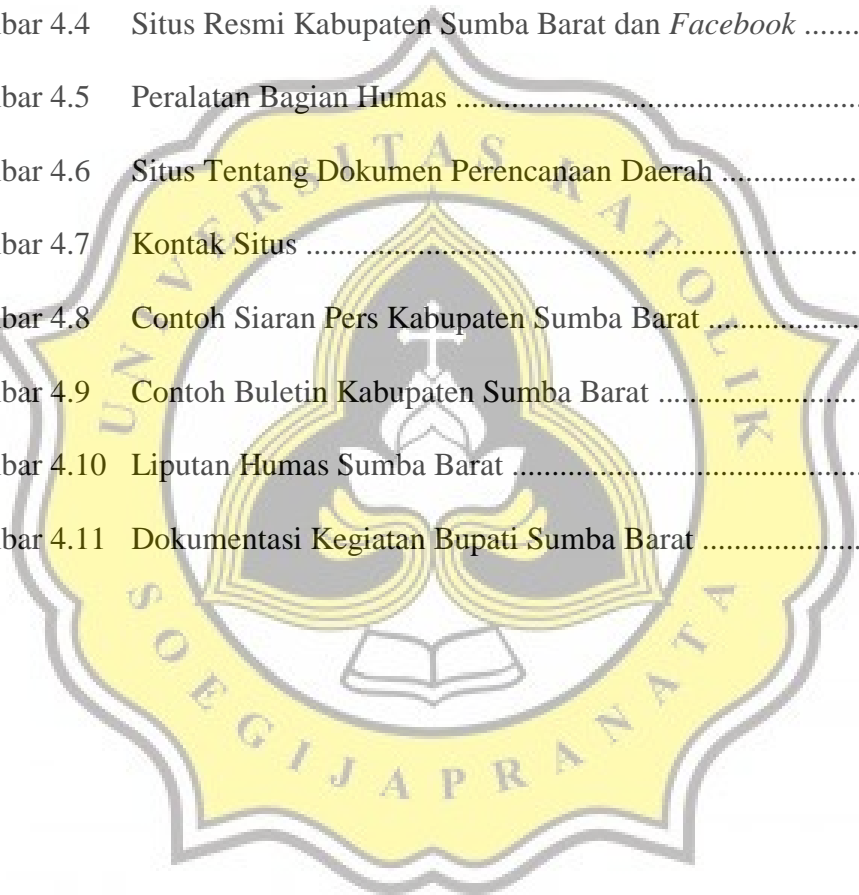 bar 4.4 Situs Resmi Kabupaten Sumba Barat dan Facebook ........
bar 4.5 Peralatan Bagian Humas ..........................................................
bar 4.6 Situs Tentang Dokumen Perencanaan Daerah ....................
bar 4.7 Kontak Situs ................................................................................
bar 4.8 Contoh Siaran Pers Kabupaten Sumba Barat ......................
bar 4.9 Contoh Buletin Kabupaten Sumba Barat .............................
bar 4.10 Liputan Humas Sumba Barat ..................................................
bar 4.11 Dokumentasi Kegiatan Bupati Sumba Barat .......................
UNIVERSITAS KATOLIK
SOEGIJAPRANATA